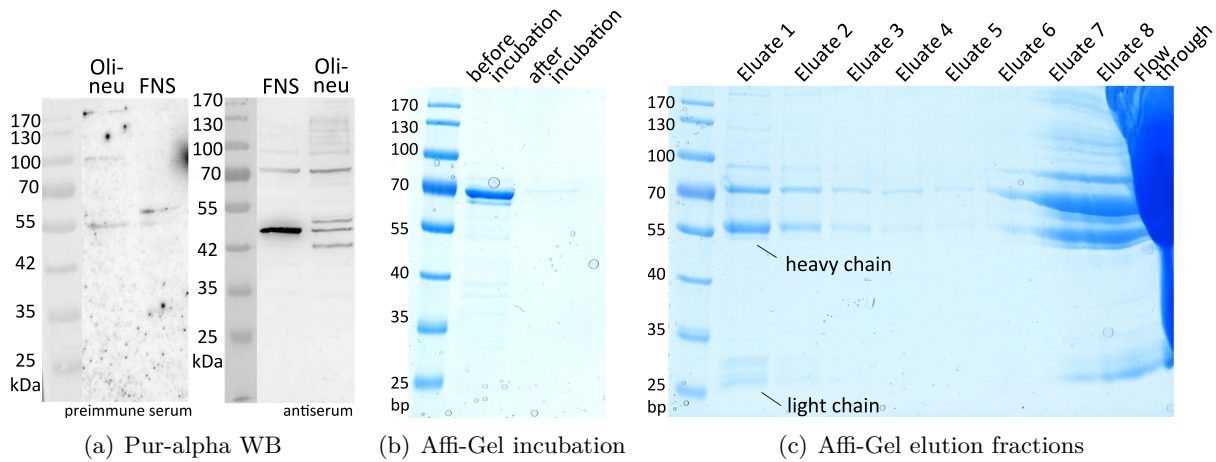 Oli-
neu
FNS
170
130
100
70
55
42
35
25
kDa
preimmune serum
FNS
Oli-
neu
170
130
100
70
55
42
35
25
kDa
antiserum
(a) Pur-alpha WB
before
incubation
after
incubation
170
130
100
70
55
40
35
25
bp
(b) Affi-Gel incubation
Eluate 1
Eluate 2
Eluate 3
Eluate 4
Eluate 5
Eluate 6
Eluate 7
Eluate 8
Flow
through
170
130
100
70
55
40
35
25
bp
heavy chain
light chain
(c) Affi-Gel elution fractions